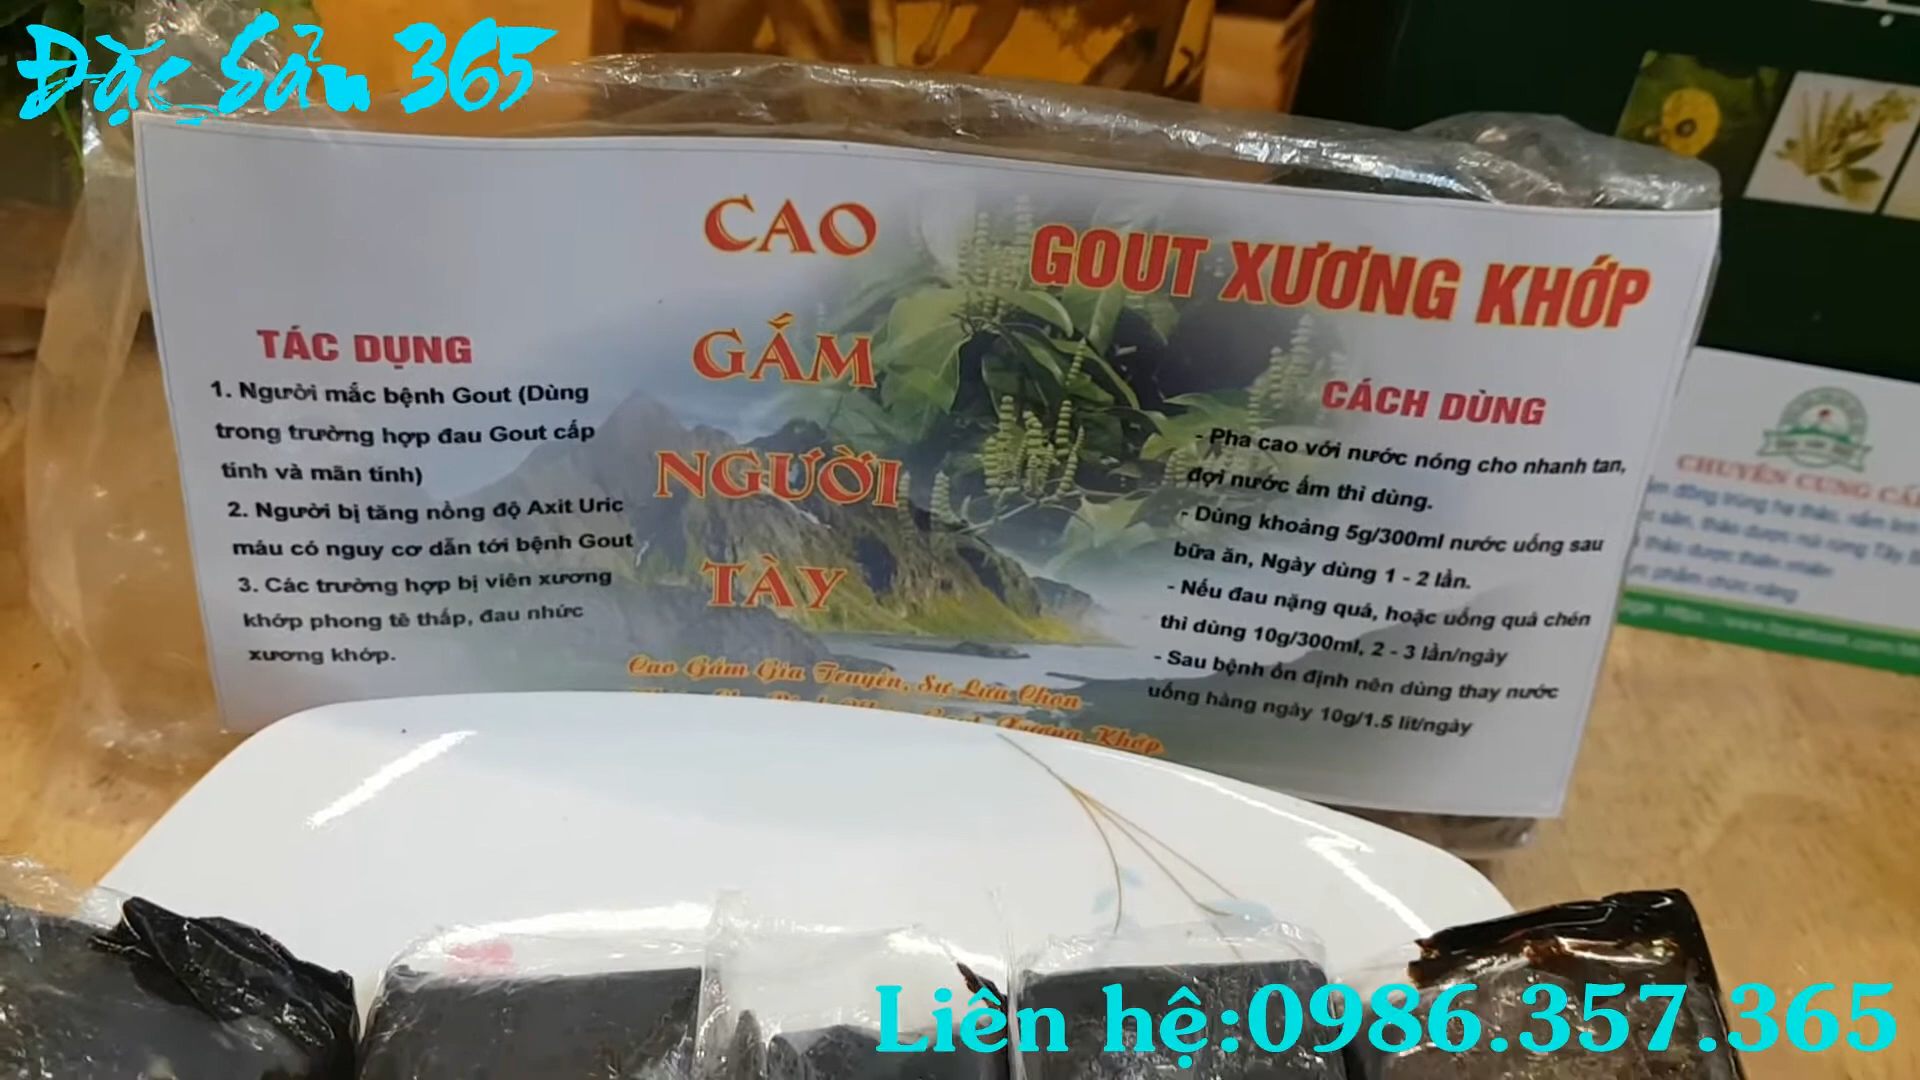 Đặc Sản 365
CAO
GẮM
NGƯỜI
TÀY
GOUT XƯƠNG KHỚP
TÁC DỤNG
1. Người mắc bệnh Gout (Dùng
trong trường hợp đau Gout cấp
tính và mãn tính)
2. Người bị tăng nồng độ Axit Uric
máu có nguy cơ dẫn tới bệnh Gout
3. Các trường hợp bị viên xương
khớp phong tê thấp, đau nhức
xương khớp.
CÁCH DÙNG
- Pha cao với nước nóng cho nhanh tan,
đợi nước ấm thì dùng.
- Dùng khoảng 5g/300ml nước uống sau
bữa ăn, Ngày dùng 1 - 2 lần.
- Nếu đau nặng quá, hoặc uống quá chén
thì dùng 10g/300ml, 2 - 3 lần/ngày
- Sau bệnh ổn định nên dùng thay nước
uống hàng ngày 10g/1.5 lít/ngày
Cao Gắm Gia Truyền, Sự Lựa Chọn
Xương Khớp
CHUYÊN CUNG CẤP
Liên hệ:0986.357.365